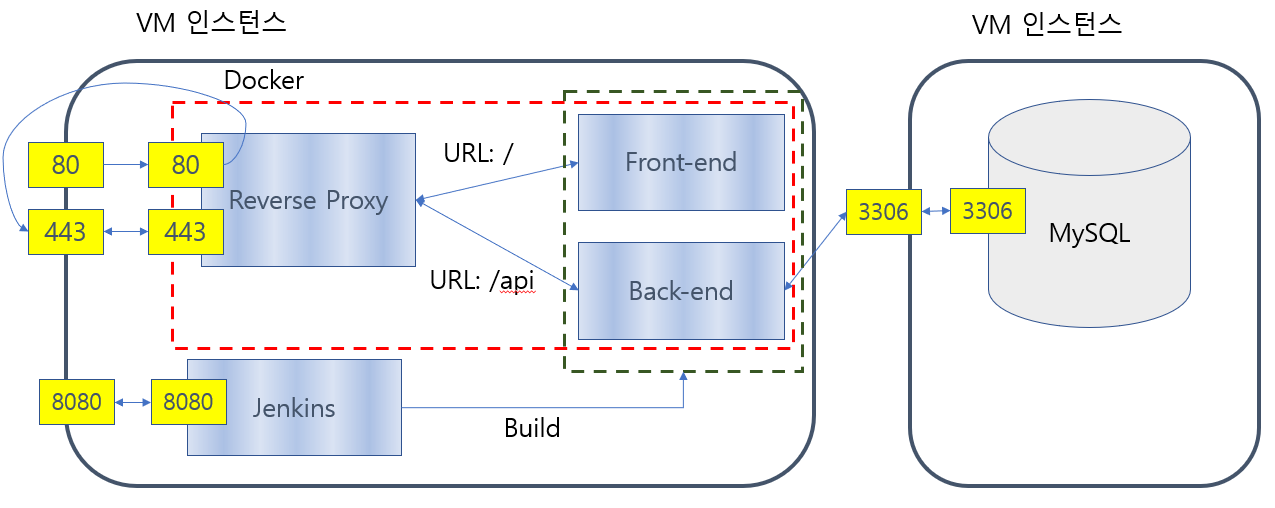 VM 인스턴스
VM 인스턴스
Docker
80
80
URL: /
Front-end
Reverse Proxy
443
443
3306
3306
MySQL
URL: /api
Back-end
8080
8080
Jenkins
Build